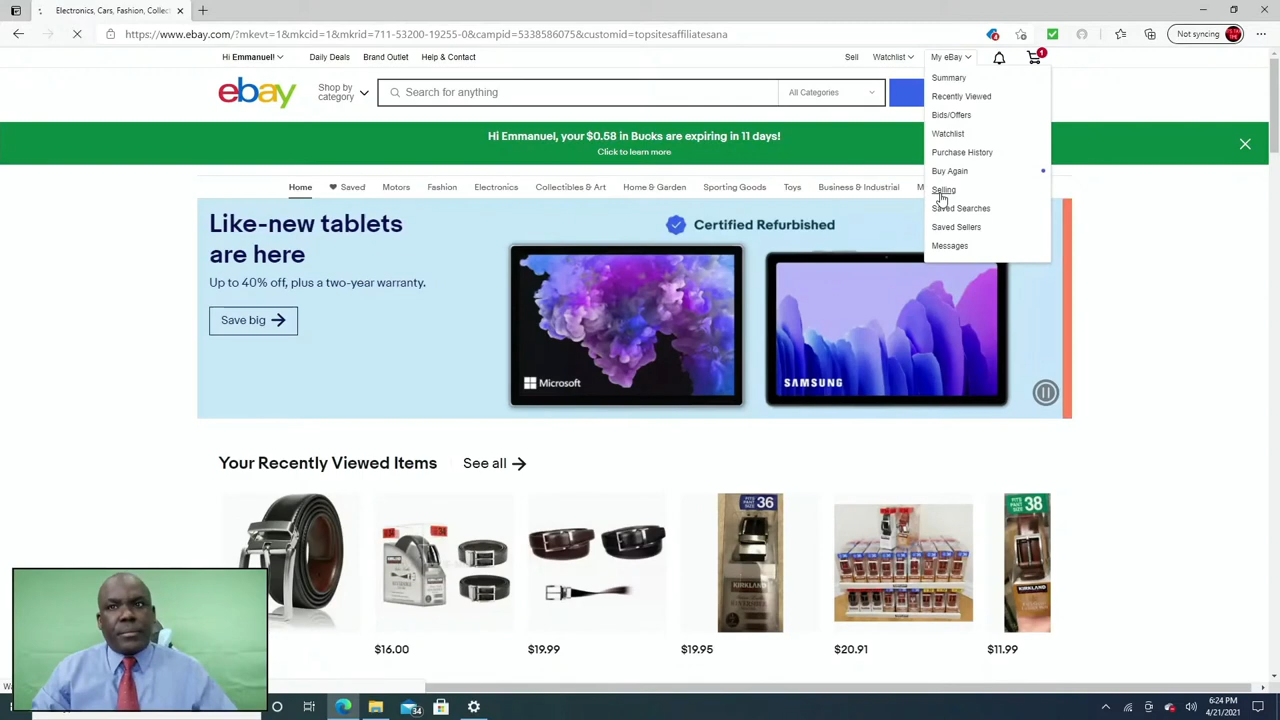 Electronics, Cars, Fashion, Collect
https://www.ebay.com/?mkevt=1&mkcid=1&mkrid=711-53200-19255-0&campid=5338586075&customid=topsitesaffiliatesana
Not syncing
Hi Emmanuel!
Daily Deals
Brand Outlet
Help & Contact
Sell
Watchlist
My eBay
1
ebay
Shop by
category
Search for anything
All Categories
Summary
Recently Viewed
Bids/Offers
Watchlist
Purchase History
Buy Again
Selling
Saved Searches
Saved Sellers
Messages
Hi Emmanuel, your $0.58 in Bucks are expiring in 11 days!
Click to learn more
Home
Saved
Motors
Fashion
Electronics
Collectibles & Art
Home & Garden
Sporting Goods
Toys
Business & Industrial
M
Like-new tablets
are here
Up to 40% off, plus a two-year warranty.
Save big
Certified Refurbished
Microsoft
SAMSUNG
Your Recently Viewed Items
See all
36
38
KIRKLAND
KIRKLAND
$16.00
$19.99
$19.95
$20.91
$11.99
34
6:24 PM
4/21/2021